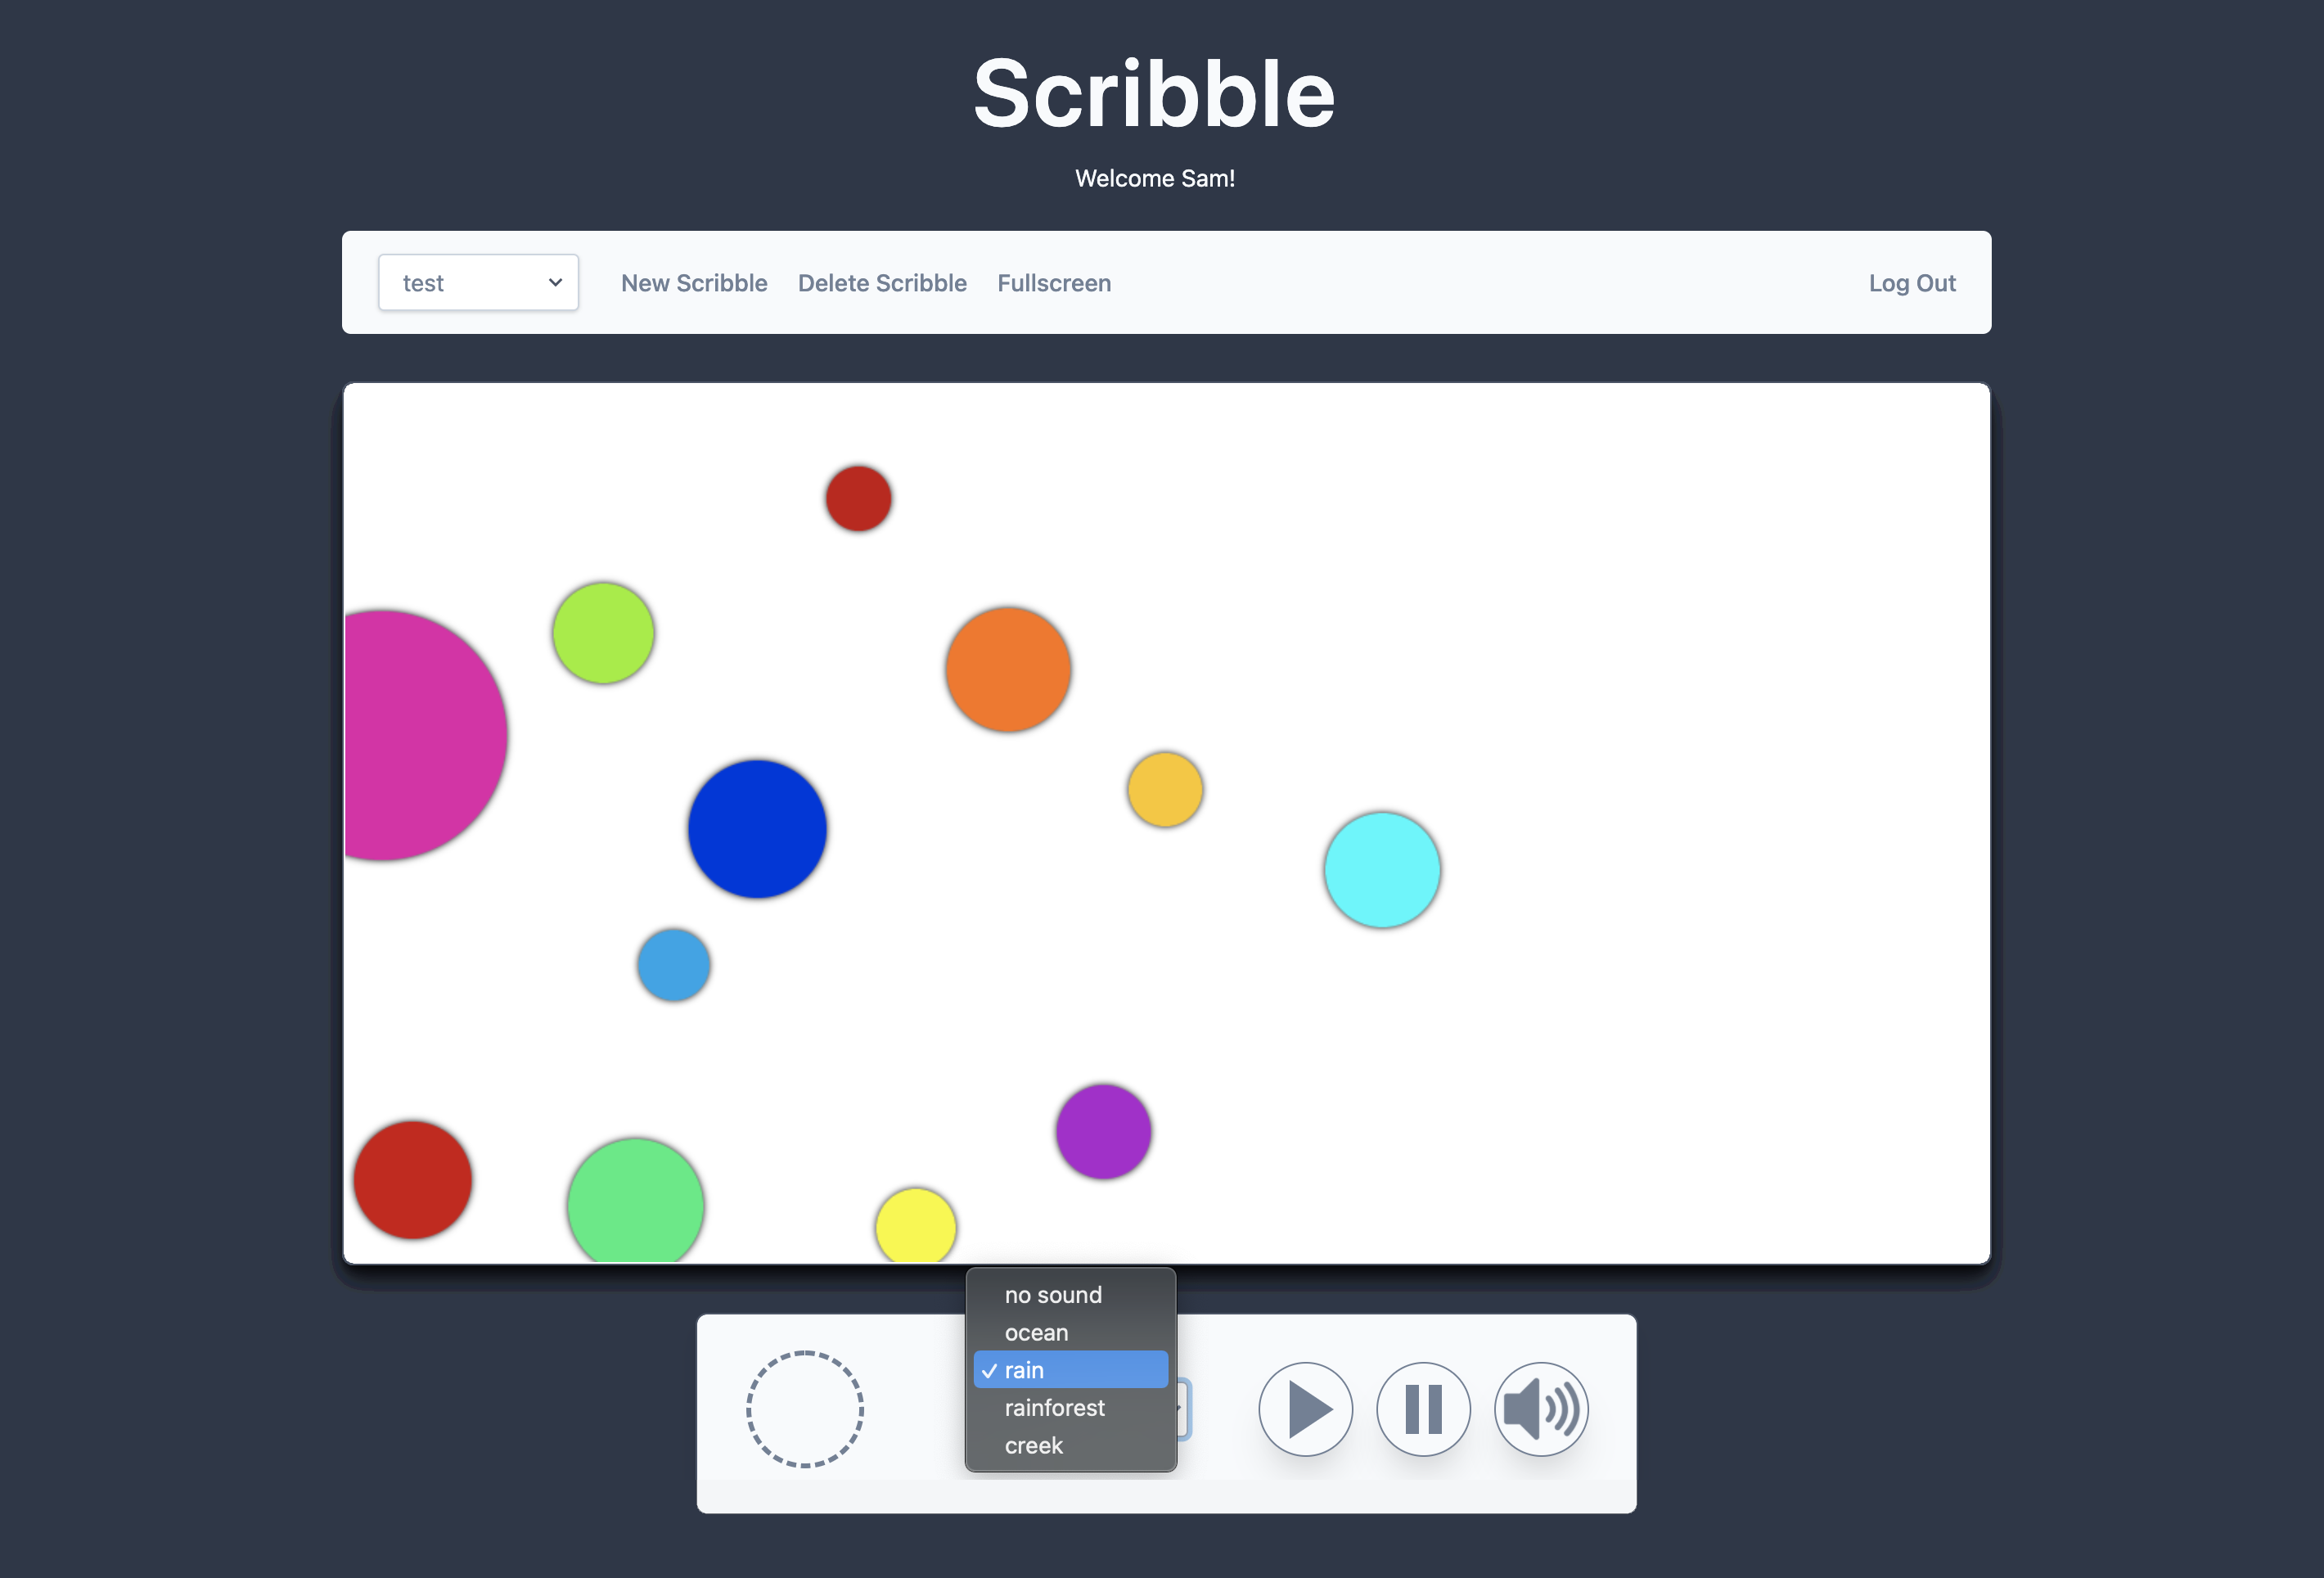 Scribble
Welcome Sam!
test New Scribble Delete Scribble Fullscreen Log Out
no sound
ocean
rain
rainforest
creek